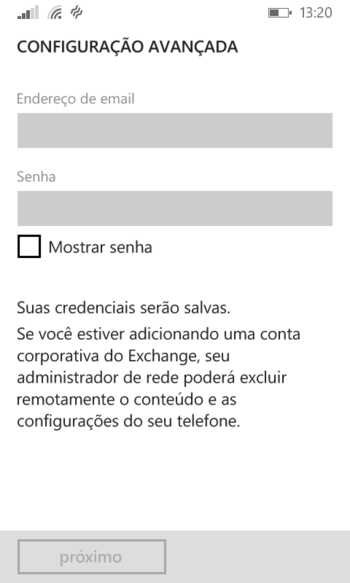 13:20
CONFIGURAÇÃO AVANÇADA
Endereço de email
Senha
Mostrar senha
Suas credenciais serão salvas.
Se você estiver adicionando uma conta
corporativa do Exchange, seu
administrador de rede poderá excluir
remotamente o conteúdo e as
configurações do seu telefone.
próximo